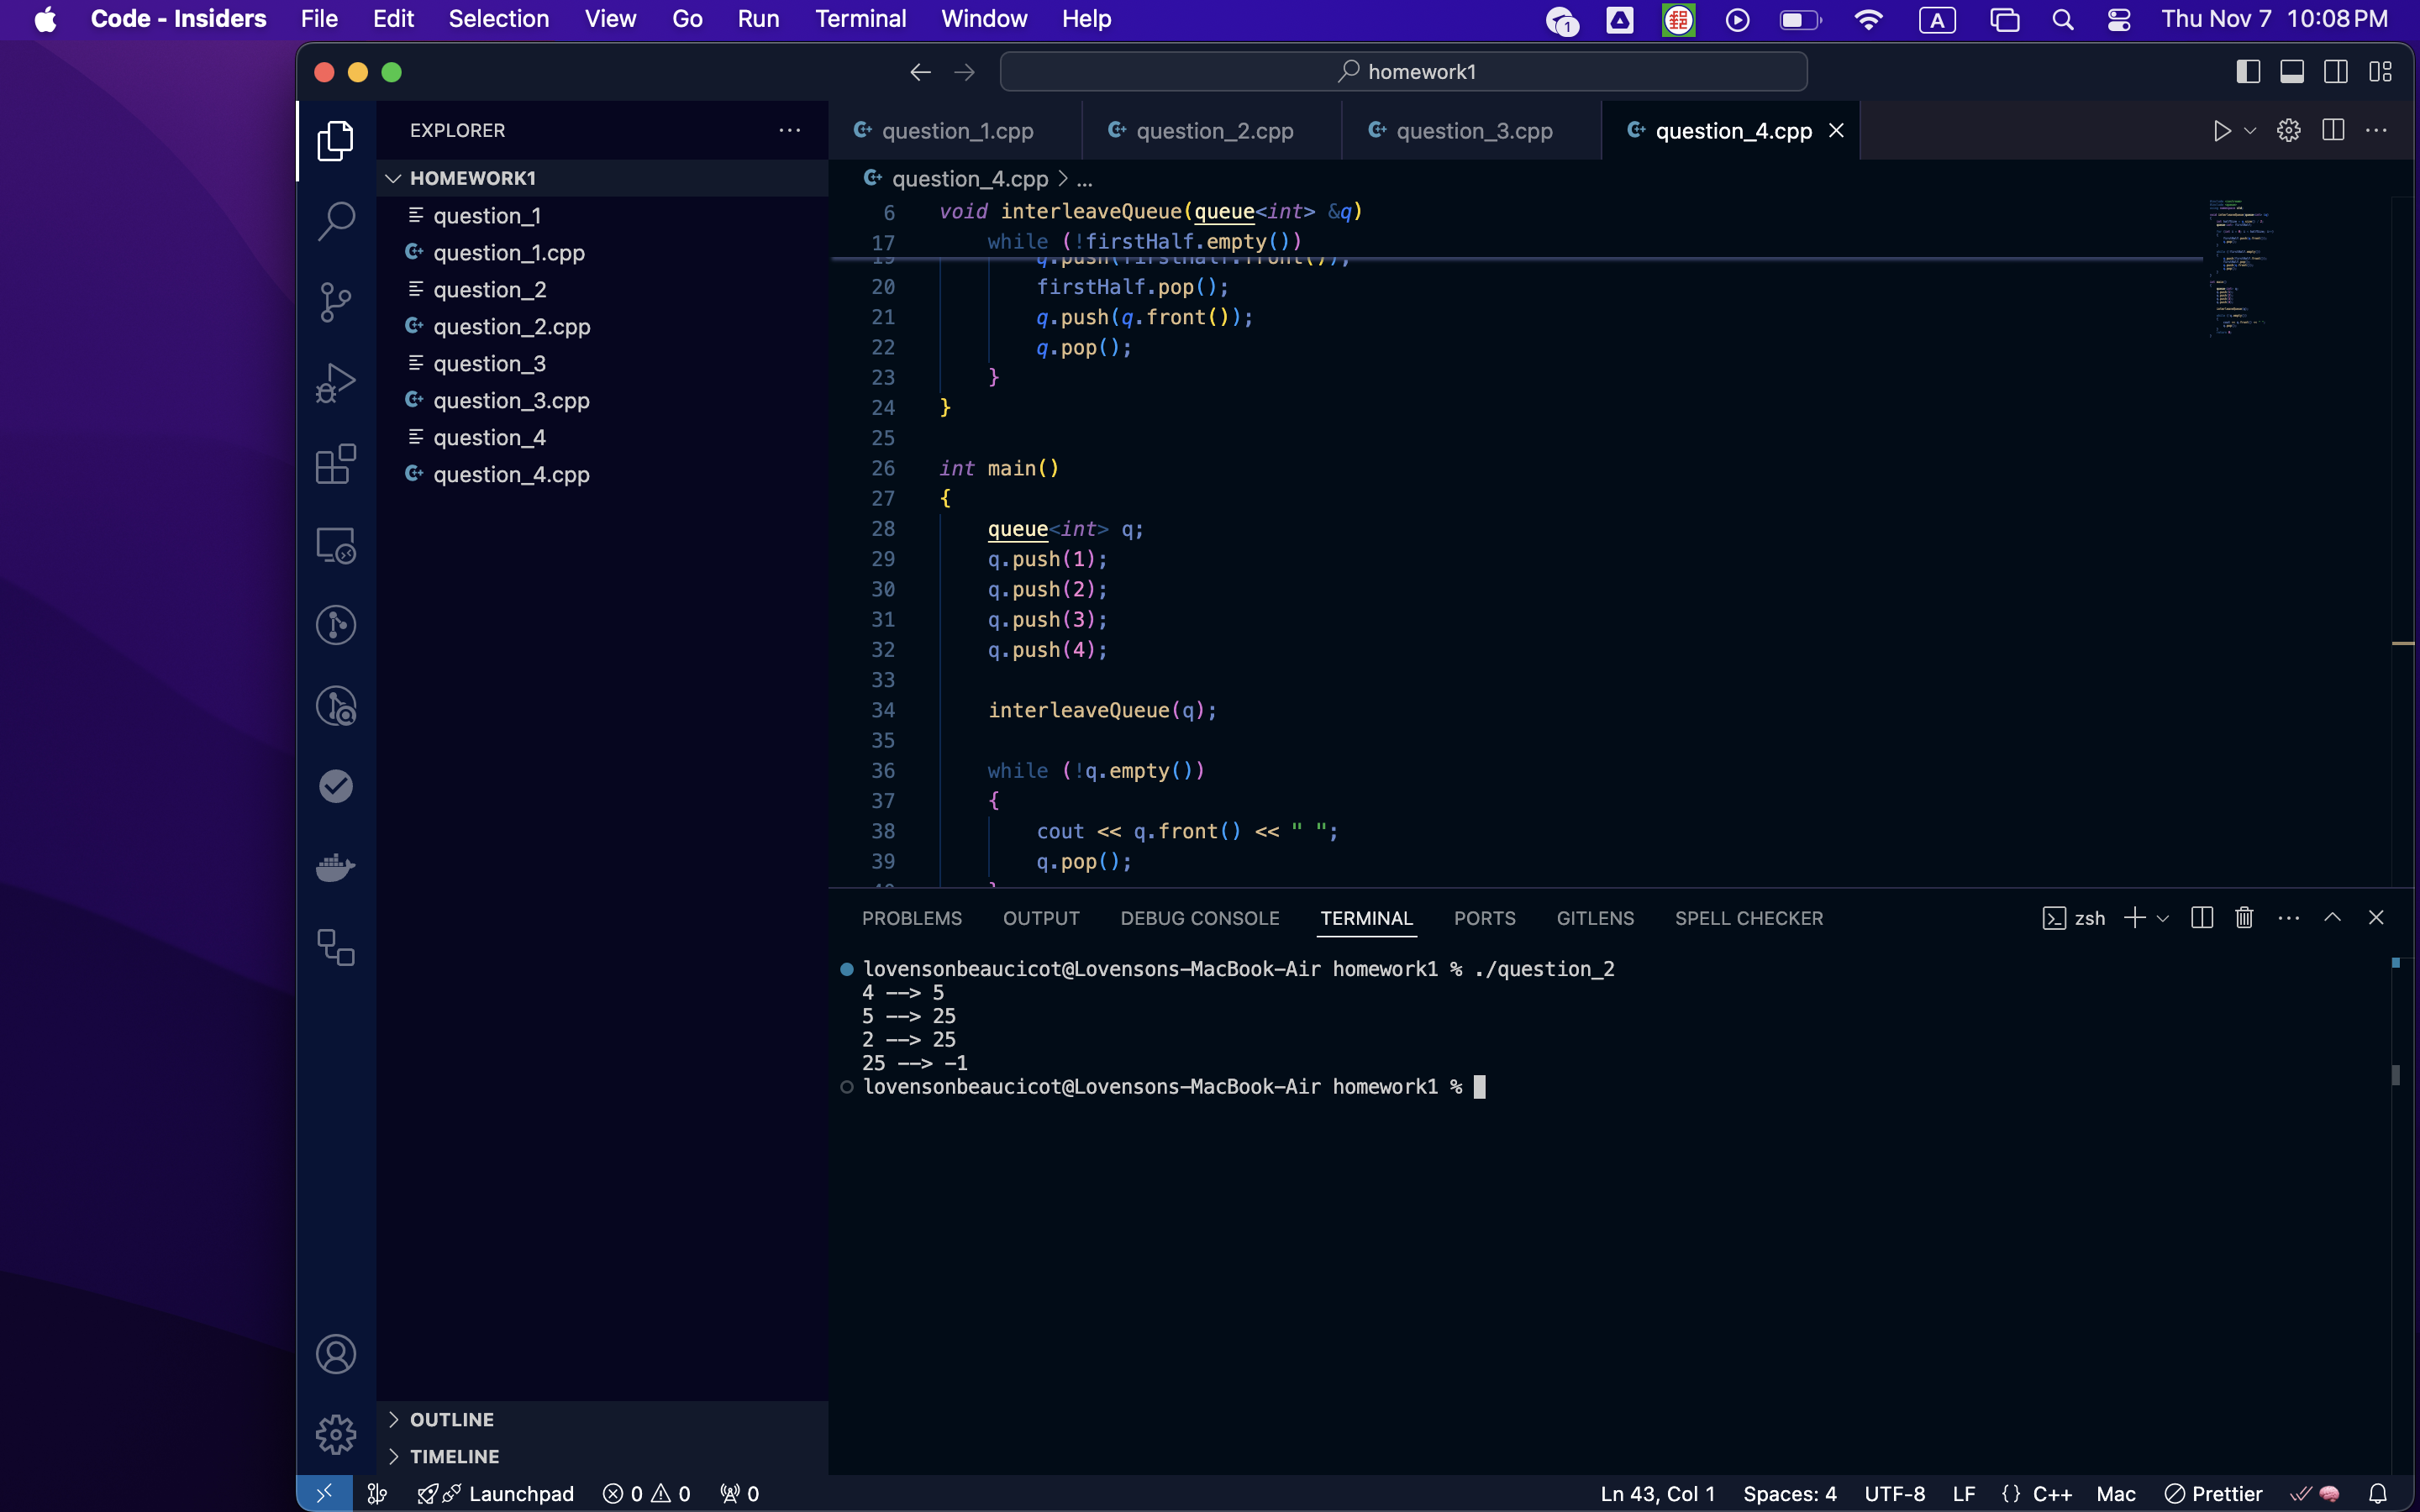 Code - Insiders File Edit Selection View Go Run Terminal Window Help 1 A Thu Nov 7 10:08 PM
homework1
EXPLORER
HOMEWORK1
question_1
question_1.cpp
question_2
question_2.cpp
question_3
question_3.cpp
question_4
question_4.cpp
OUTLINE
TIMELINE
question_1.cpp question_2.cpp question_3.cpp question_4.cpp
question_4.cpp > ...
6 void interleaveQueue(queue<int> &q)
17 while (!firstHalf.empty())
19 q.push(firstHalf.front());
20 firstHalf.pop();
21 q.push(q.front());
22 q.pop();
23 }
24 }
25
26 int main()
27 {
28 queue<int> q;
29 q.push(1);
30 q.push(2);
31 q.push(3);
32 q.push(4);
33
34 interleaveQueue(q);
35
36 while (!q.empty())
37 {
38 cout << q.front() << " ";
39 q.pop();
PROBLEMS OUTPUT DEBUG CONSOLE TERMINAL PORTS GITLENS SPELL CHECKER zsh
lovensonbeaucicot@Lovensons-MacBook-Air homework1 % ./question_2
4 --> 5
5 --> 25
2 --> 25
25 --> -1
lovensonbeaucicot@Lovensons-MacBook-Air homework1 %
Launchpad 0 0 0 Ln 43, Col 1 Spaces: 4 UTF-8 LF {} C++ Mac Prettier